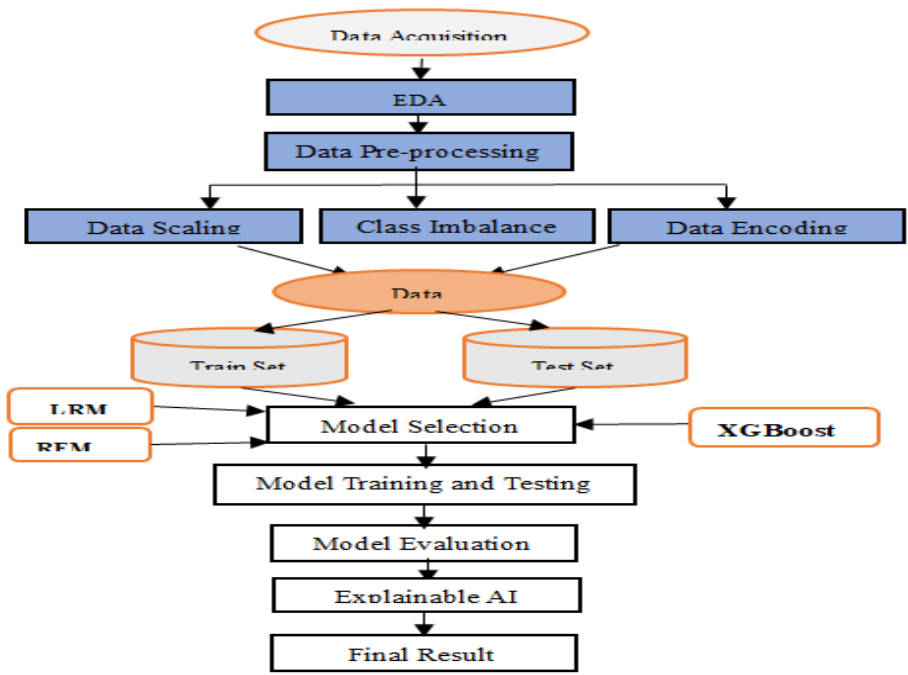 Data Acquisition
EDA
Data Pre-processing
Data Scaling
Class Imbalance
Data Encoding
Data
Train Set
Test Set
LRM
Model Selection
XGBoost
RFM
Model Training and Testing
Model Evaluation
Explainable AI
Final Result